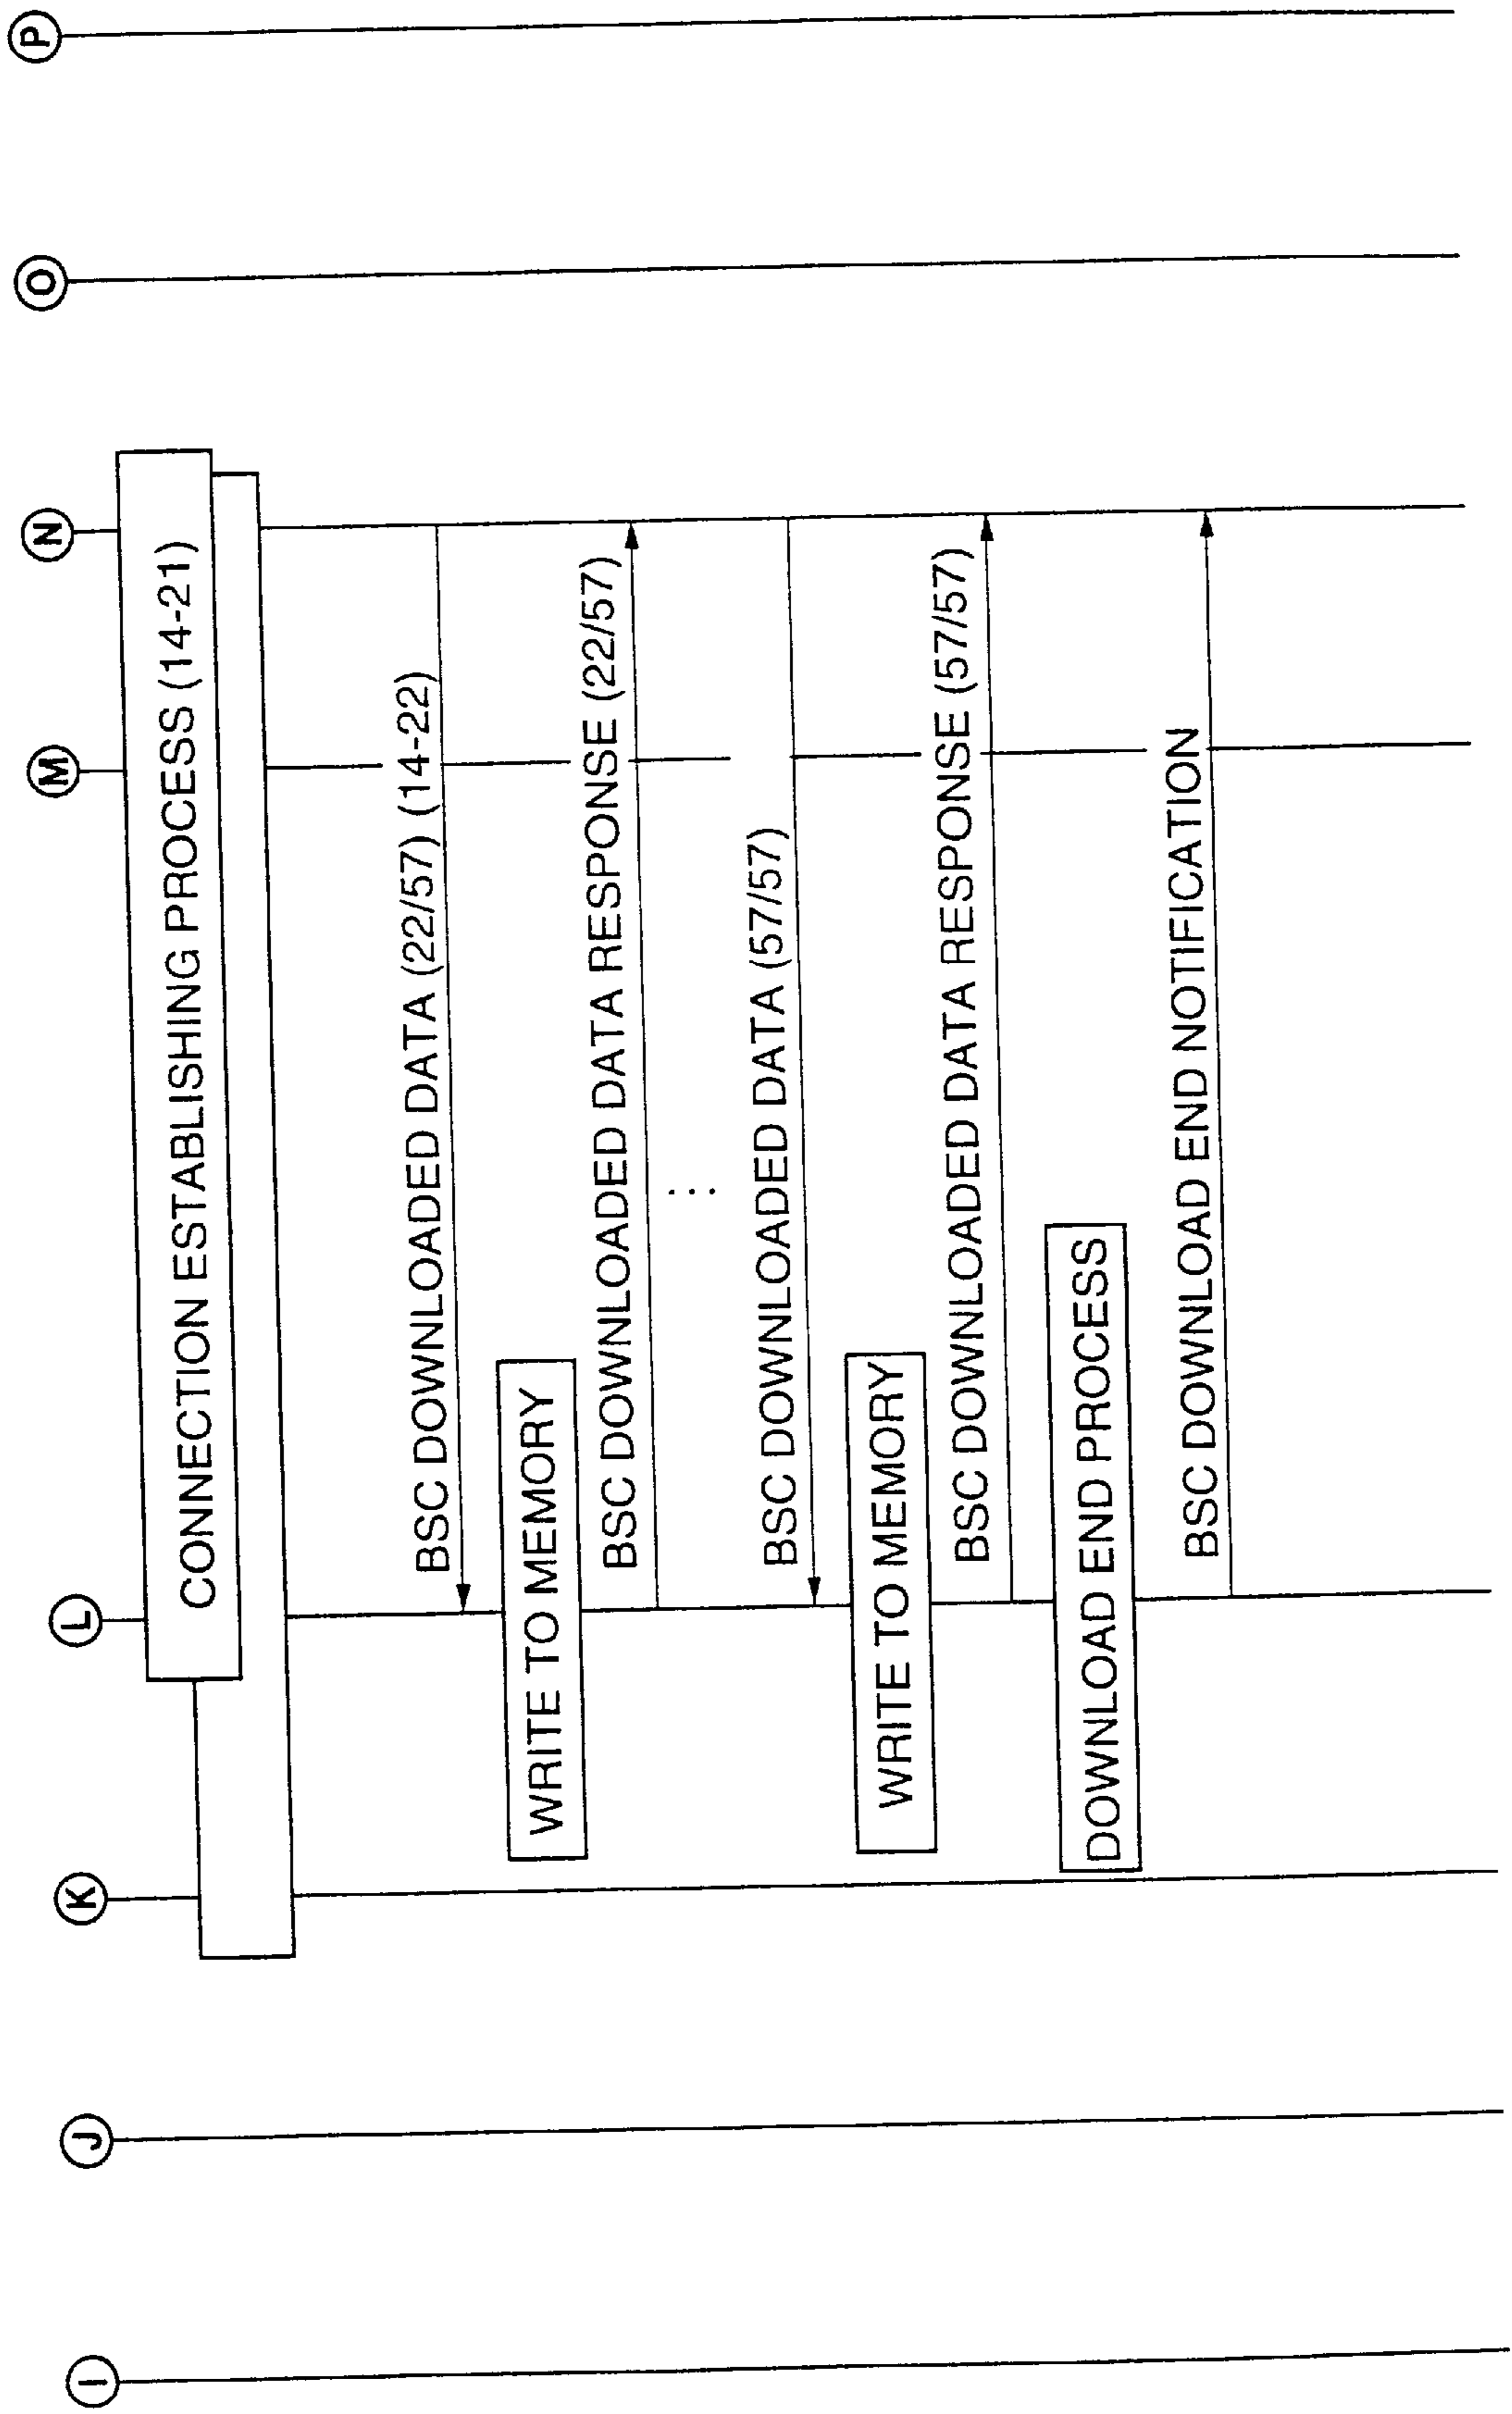 I
J
K
L
M
N
O
P
CONNECTION ESTABLISHING PROCESS (14-21)
BSC DOWNLOADED DATA (22/57) (14-22)
WRITE TO MEMORY
BSC DOWNLOADED DATA RESPONSE (22/57)
...
BSC DOWNLOADED DATA (57/57)
WRITE TO MEMORY
BSC DOWNLOADED DATA RESPONSE (57/57)
DOWNLOAD END PROCESS
BSC DOWNLOAD END NOTIFICATION